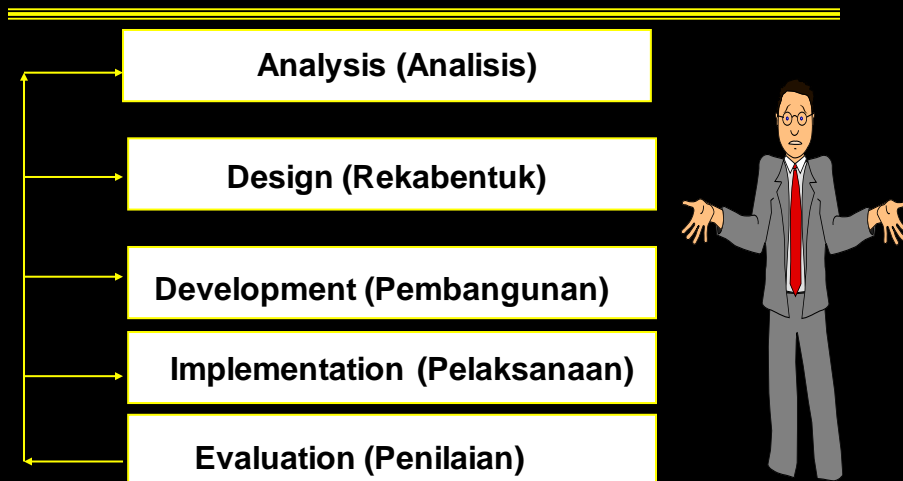 Analysis (Analisis)
Design (Rekabentuk)
Development (Pembangunan)
Implementation (Pelaksanaan)
Evaluation (Penilaian)